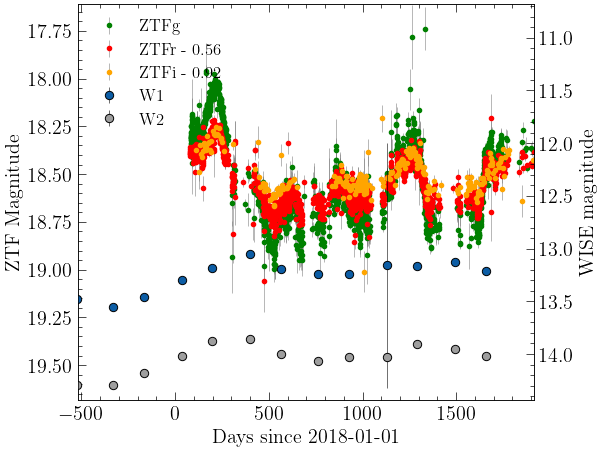 ZTFg
ZTFr - 0.56
ZTFi - 0.02
W1
W2
17.75
18.00
18.25
18.50
18.75
19.00
19.25
19.50
ZTF Magnitude
11.0
11.5
12.0
12.5
13.0
13.5
14.0
WISE magnitude
−500 0 500 1000 1500
Days since 2018-01-01